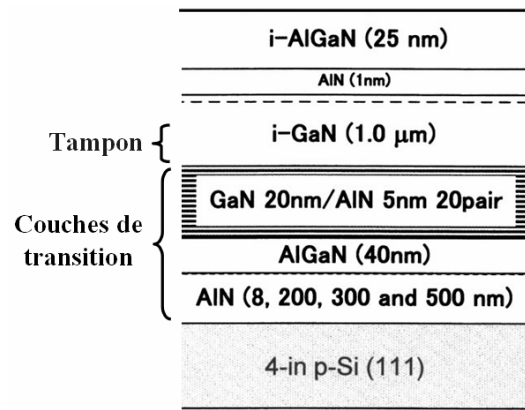 i-AlGaN (25 nm)
AlN (1nm)
Tampon
i-GaN (1.0 μm)
Couches de
transition
GaN 20nm/AlN 5nm 20pair
AlGaN (40nm)
AlN (8, 200, 300 and 500 nm)
4-in p-Si (111)